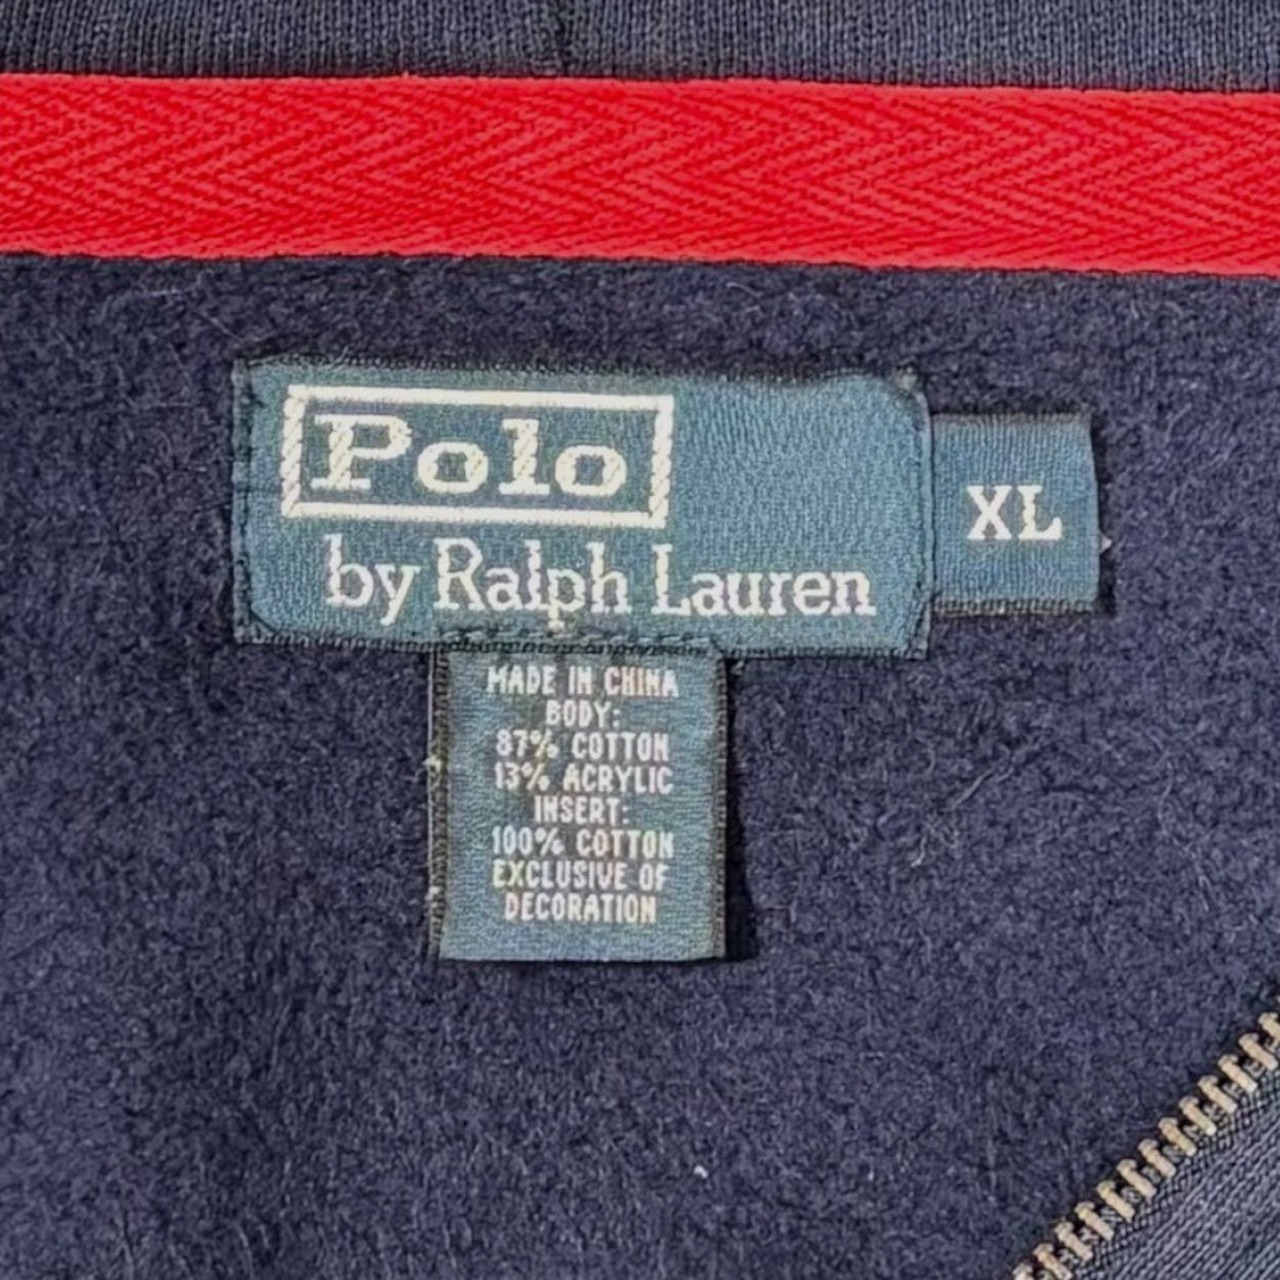 Polo
by Ralph Lauren
XL
MADE IN CHINA
BODY:
87% COTTON
13% ACRYLIC
INSERT:
100% COTTON
EXCLUSIVE OF
DECORATION